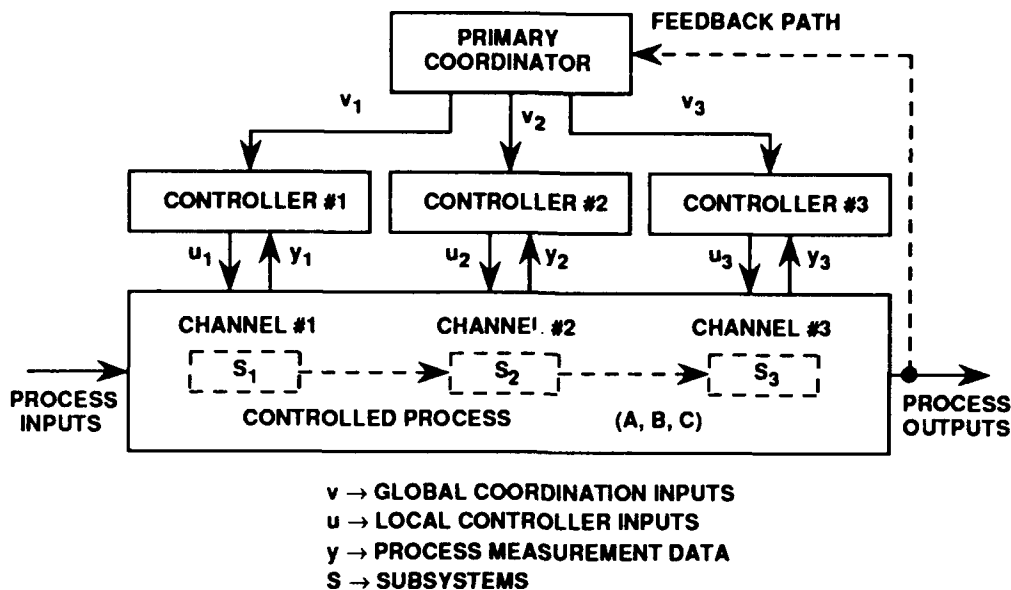 FEEDBACK PATH
PRIMARY
COORDINATOR
v1
v2
v3
CONTROLLER #1
CONTROLLER #2
CONTROLLER #3
u1
y1
u2
y2
u3
y3
CHANNEL #1
CHANNEL #2
CHANNEL #3
S1
S2
S3
PROCESS
INPUTS
CONTROLLED PROCESS
(A, B, C)
PROCESS
OUTPUTS
v → GLOBAL COORDINATION INPUTS
u → LOCAL CONTROLLER INPUTS
y → PROCESS MEASUREMENT DATA
S → SUBSYSTEMS